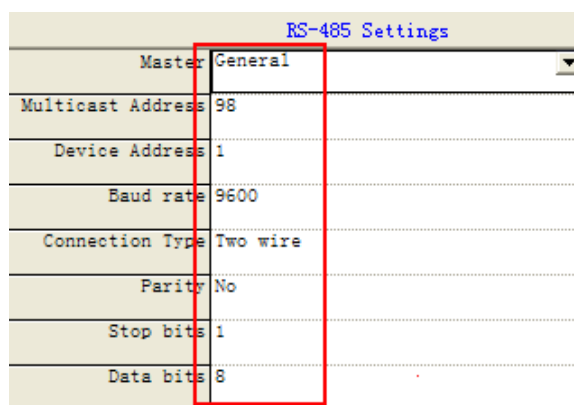 RS-485 Settings
Master General
Multicast Address 98
Device Address 1
Baud rate 9600
Connection Type Two wire
Parity No
Stop bits 1
Data bits 8